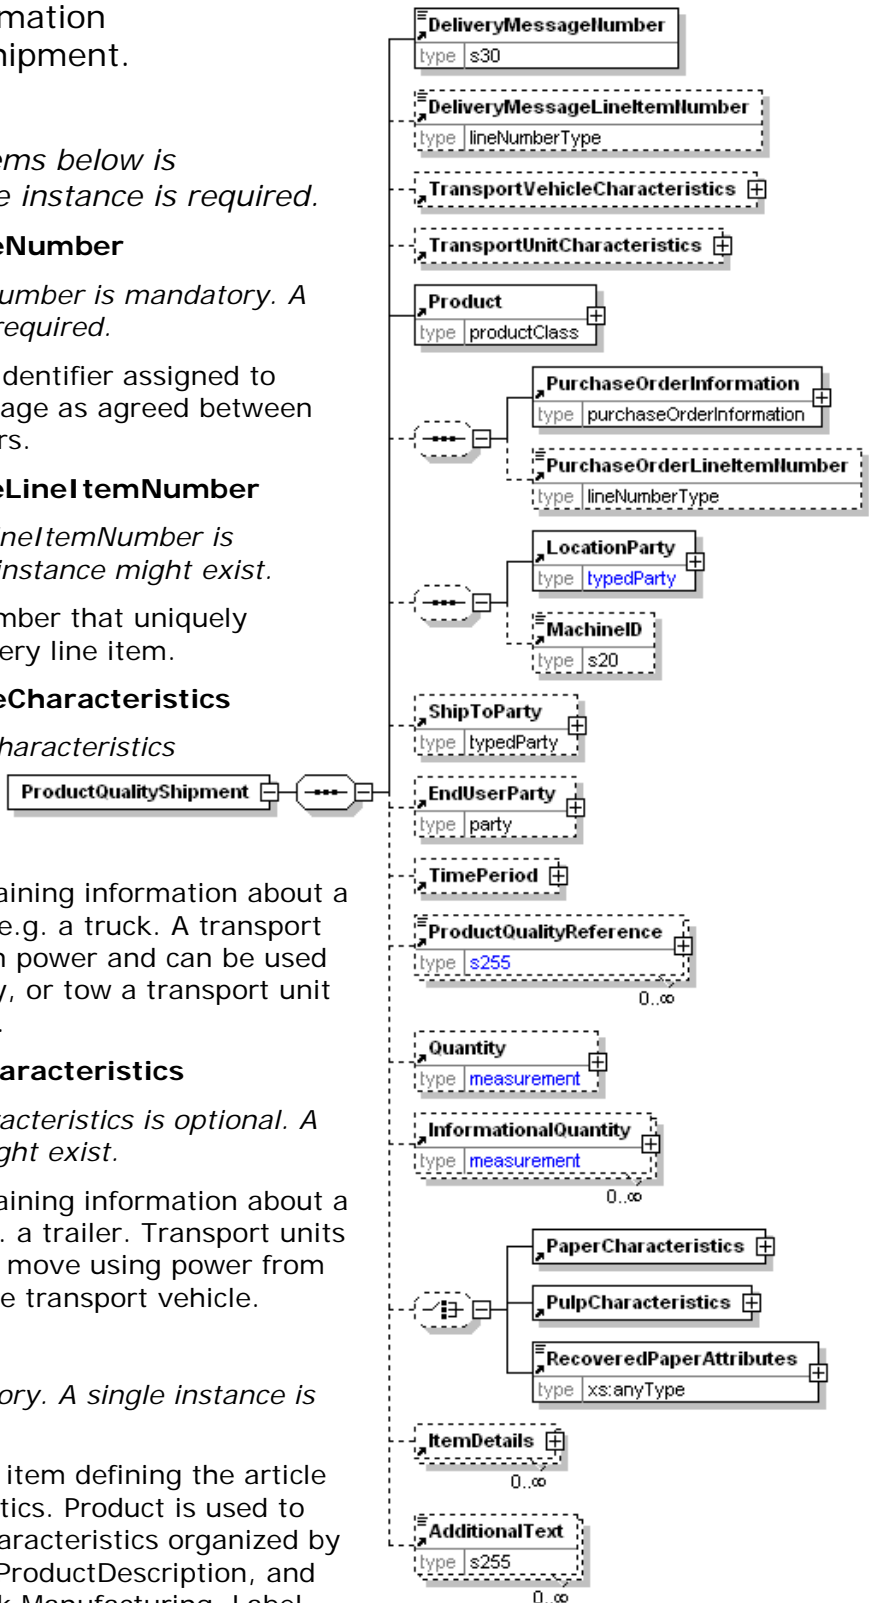 mation
hipment.
ems below is
e instance is required.
eNumber
umber is mandatory. A
required.
identifier assigned to
age as agreed between
rs.
eLineItemNumber
ineItemNumber is
instance might exist.
mber that uniquely
ery line item.
eCharacteristics
haracteristics
aining information about a
e.g. a truck. A transport
n power and can be used
y, or tow a transport unit
.
aracteristics
racteristics is optional. A
ght exist.
aining information about a
. a trailer. Transport units
move using power from
e transport vehicle.
ory. A single instance is
item defining the article
tics. Product is used to
aracteristics organized by
ProductDescription, and
k Manufacturing, Label
ProductQualityShipment
DeliveryMessageNumber
type s30
DeliveryMessageLineItemNumber
type lineNumberType
TransportVehicleCharacteristics
TransportUnitCharacteristics
Product
type productClass
PurchaseOrderInformation
type purchaseOrderInformation
PurchaseOrderLineItemNumber
type lineNumberType
LocationParty
type typedParty
MachineID
type s20
ShipToParty
type typedParty
EndUserParty
type party
TimePeriod
ProductQualityReference
type s255
0..∞
Quantity
type measurement
InformationalQuantity
type measurement
0..∞
PaperCharacteristics
PulpCharacteristics
RecoveredPaperAttributes
type xs:anyType
ItemDetails
0..∞
AdditionalText
type s255
0..∞